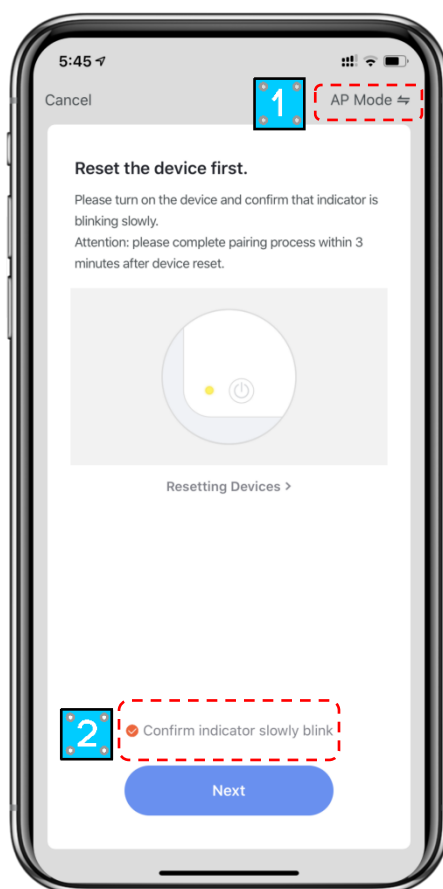 5:45
Cancel
1
AP Mode
Reset the device first.
Please turn on the device and confirm that indicator is
blinking slowly.
Attention: please complete pairing process within 3
minutes after device reset.
Resetting Devices >
2
Confirm indicator slowly blink
Next